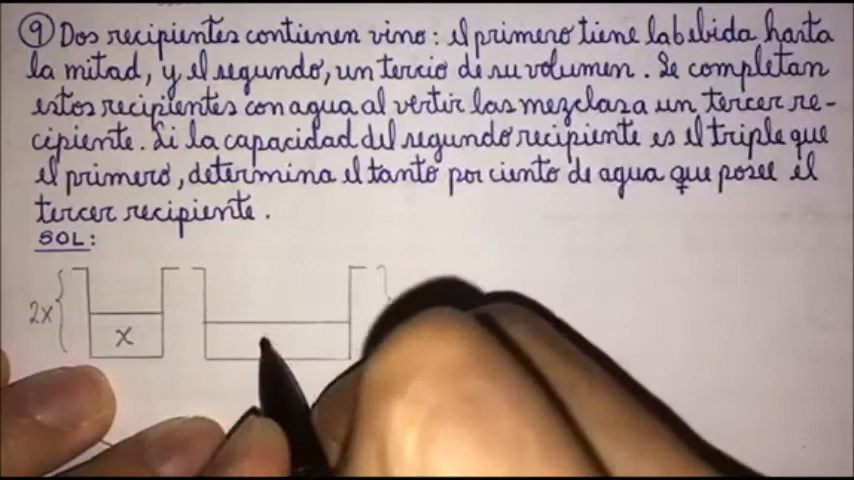 9 Dos recipientes contienen vino: el primero tiene la bebida hasta
la mitad, y el segundo, un tercio de su volumen. Se completan
estos recipientes con agua al vertir las mezclas a un tercer re-
cipiente. Si la capacidad del segundo recipiente es el triple que
el primero, determina el tanto por ciento de agua que posee el
tercer recipiente.
SOL:
2x
x